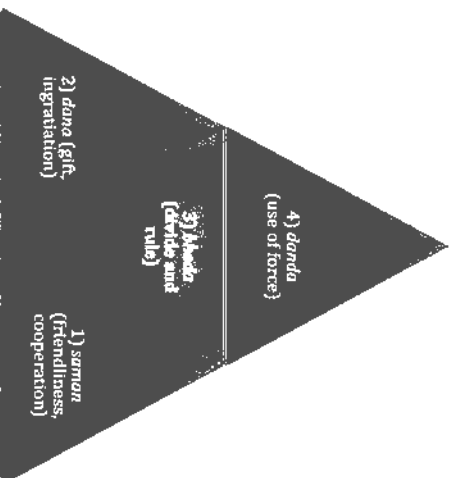 4) danda
(use of force)
3) bheda
(divide and
rule)
2) dana (gift,
ingratiation)
1) saman
(friendliness,
cooperation)